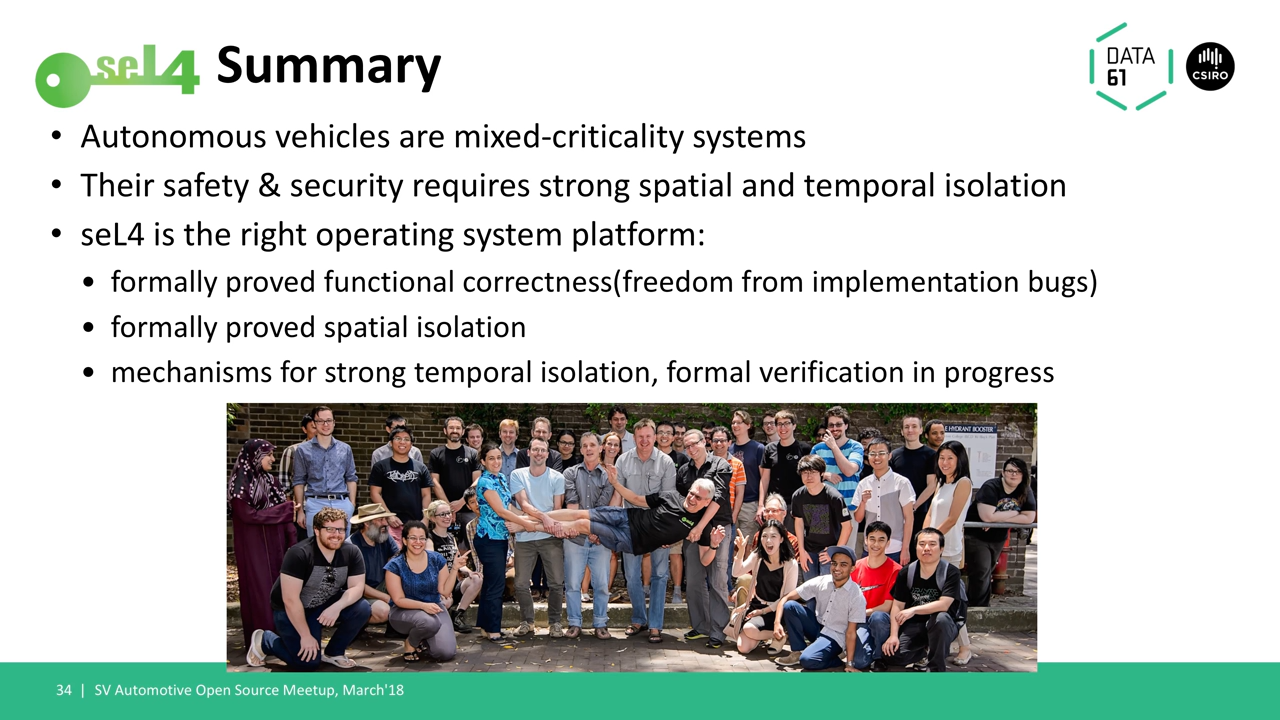 seL4 Summary
DATA
61
CSIRO
• Autonomous vehicles are mixed-criticality systems
• Their safety & security requires strong spatial and temporal isolation
• seL4 is the right operating system platform:
• formally proved functional correctness(freedom from implementation bugs)
• formally proved spatial isolation
• mechanisms for strong temporal isolation, formal verification in progress
HYDRANT BOOSTER
34 | SV Automotive Open Source Meetup, March'18